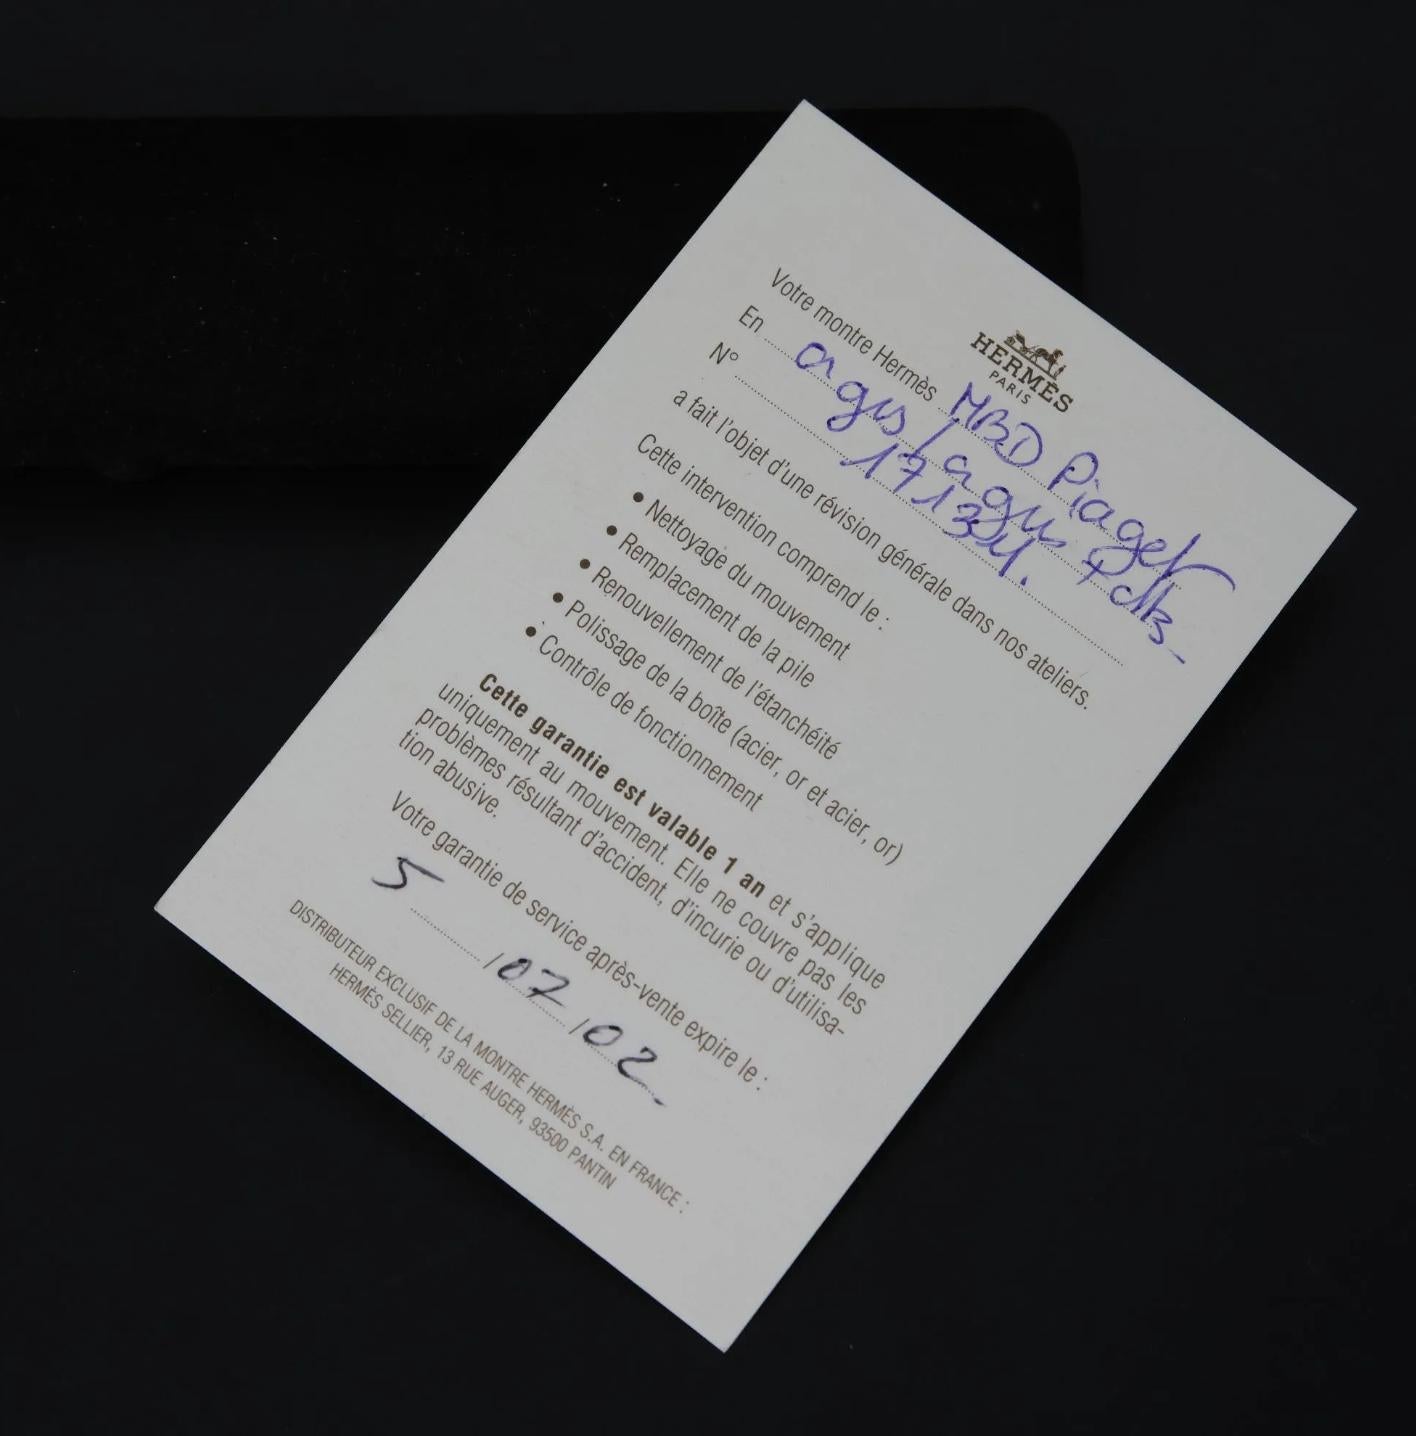 HERMÈS
PARIS
Votre montre Hermès MBD Piaget
En or gris
N° 171394.
a fait l'objet d'une révision générale dans nos ateliers.
Cette intervention comprend le :
• Nettoyage du mouvement
• Remplacement de la pile
• Renouvellement de l'étanchéité
• Polissage de la boîte (acier, or et acier, or)
• Contrôle de fonctionnement
Cette garantie est valable 1 an et s'applique
uniquement au mouvement. Elle ne couvre pas les
problèmes résultant d'accident, d'incurie ou d'utilisa-
tion abusive.
Votre garantie de service après-vente expire le :
5 / 07 / 02
DISTRIBUTEUR EXCLUSIF DE LA MONTRE HERMÈS S.A. EN FRANCE :
HERMÈS SELLIER, 13 RUE AUGER, 93500 PANTIN